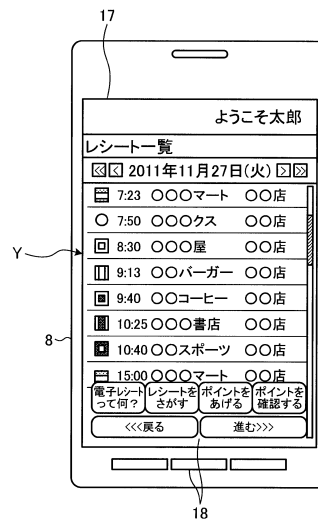 17
ようこそ太郎
レシート一覧
≪ < 2011年11月27日(火) > ≫
7:23 〇〇〇マート 〇〇店
7:50 〇〇〇クス 〇〇店
8:30 〇〇〇屋 〇〇店
9:13 〇〇バーガー 〇〇店
9:40 〇〇コーヒー 〇〇店
10:25 〇〇〇書店 〇〇店
10:40 〇〇スポーツ 〇〇店
15:00 〇〇〇マート 〇〇店
電子レシートって何? レシートをさがす ポイントをあげる ポイントを確認する
<<<戻る 進む>>>
Y
8
18